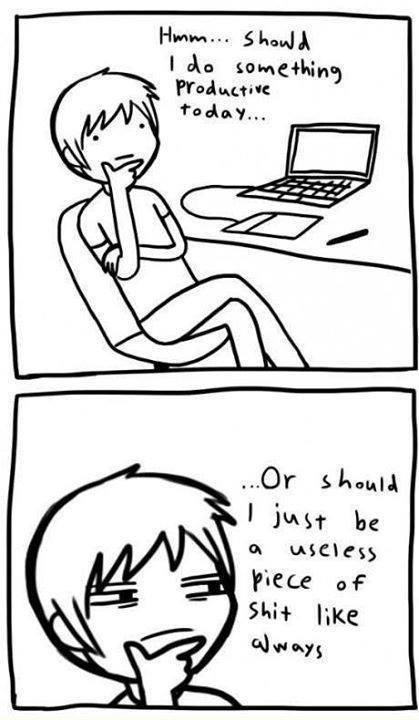 Hmm... Should
I do something
productive
today...
...Or should
I just be
a useless
piece of
shit like
always